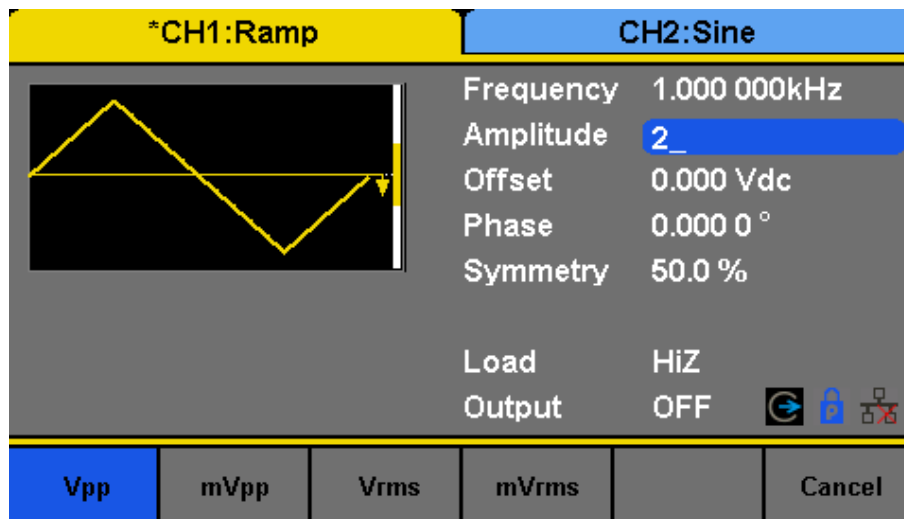 *CH1:Ramp CH2:Sine
Frequency 1.000 000kHz
Amplitude 2_
Offset 0.000 Vdc
Phase 0.000 0 °
Symmetry 50.0 %
Load HiZ
Output OFF P
Vpp mVpp Vrms mVrms Cancel